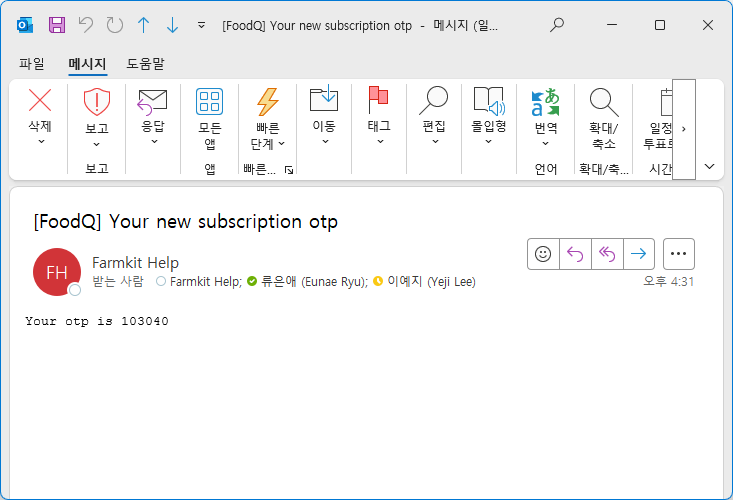 [FoodQ] Your new subscription otp - 메시지 (일...
파일 메시지 도움말
삭제 보고 응답 모든 앱 빠른 단계 이동 태그 편집 몰입형 번역 확대/축소
보고 앱 빠른... 언어 확대/축... 시간
[FoodQ] Your new subscription otp
FH
Farmkit Help
받는 사람 Farmkit Help; 류은애 (Eunae Ryu); 이예지 (Yeji Lee)
오후 4:31
Your otp is 103040